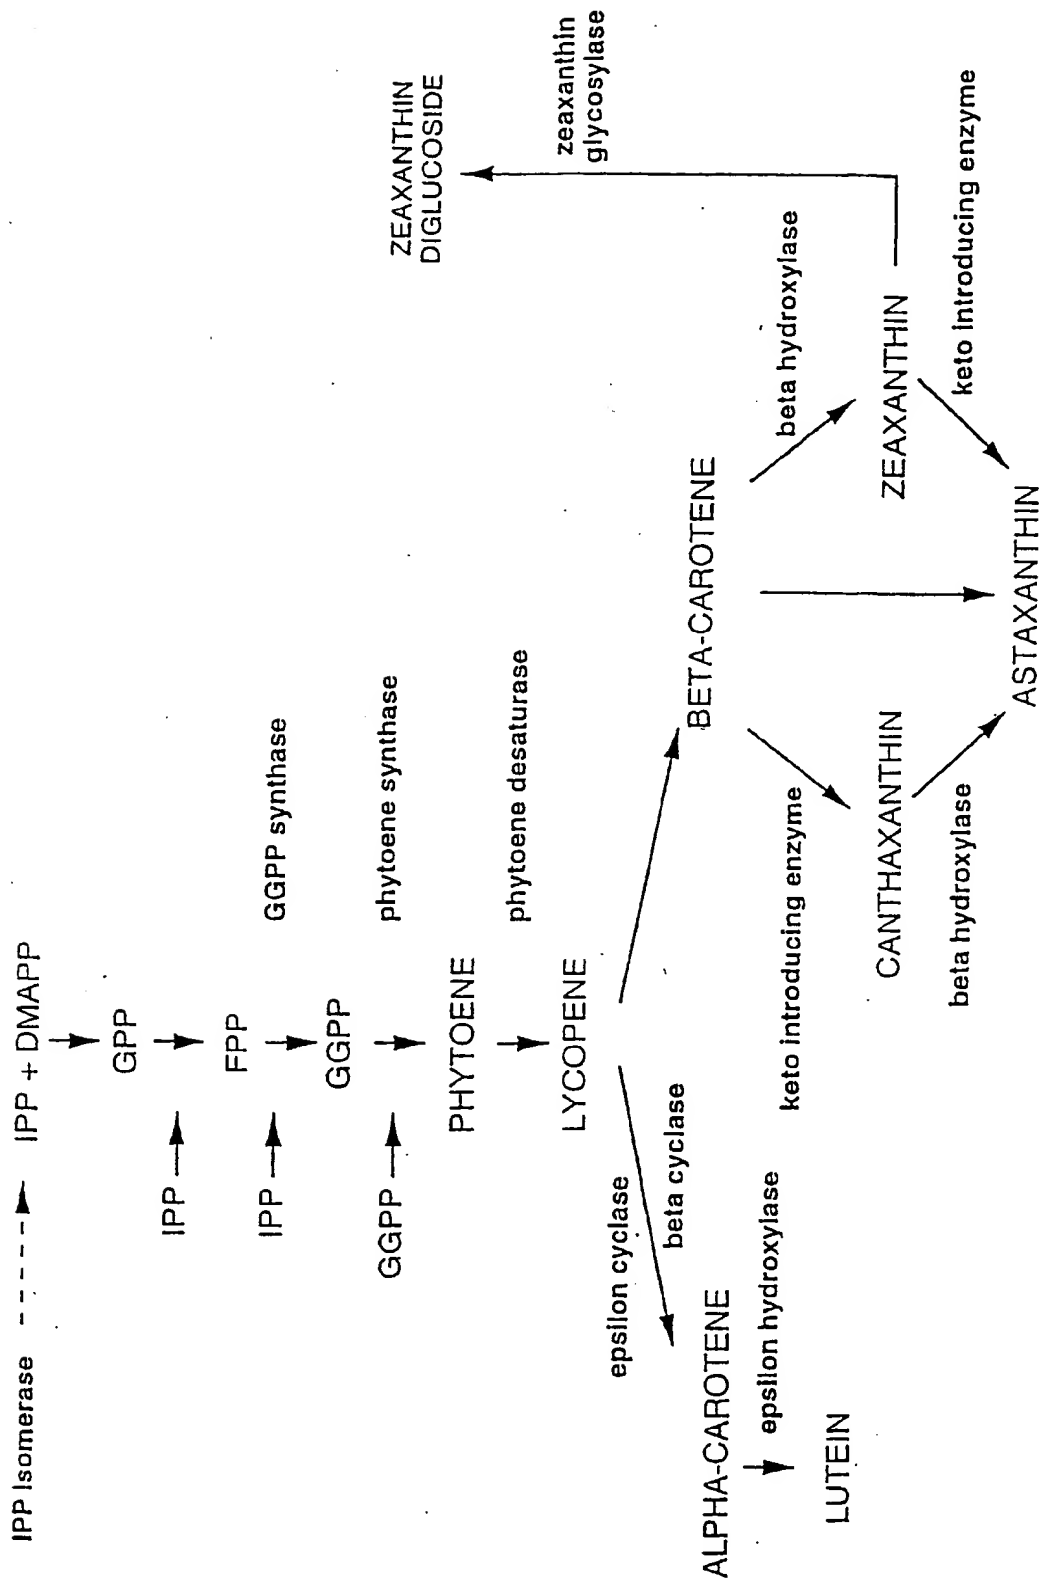 IPP Isomerase
IPP + DMAPP
GPP
IPP
FPP
IPP
GGPP synthase
GGPP
GGPP
phytoene synthase
PHYTOENE
phytoene desaturase
LYCOPENE
epsilon cyclase
beta cyclase
ALPHA-CAROTENE
epsilon hydroxylase
LUTEIN
BETA-CAROTENE
keto introducing enzyme
CANTHAXANTHIN
beta hydroxylase
beta hydroxylase
ZEAXANTHIN
keto introducing enzyme
ASTAXANTHIN
zeaxanthin
glycosylase
ZEAXANTHIN
DIGLUCOSIDE